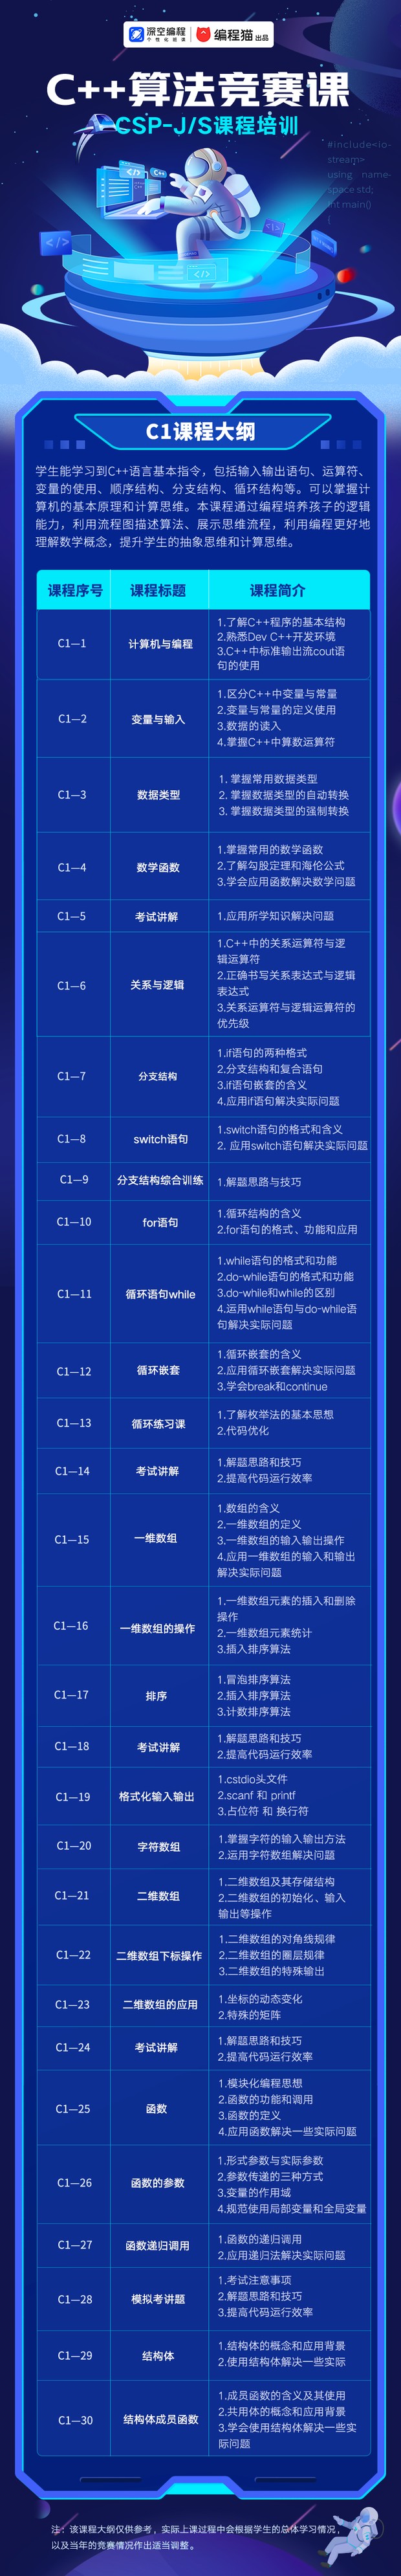 深空编程
个性化班课
编程猫出品
C++算法竞赛课
CSP-J/S课程培训
#include<io-
stream>
using name-
space std;
int main()
{
C1课程大纲
学生能学习到C++语言基本指令，包括输入输出语句、运算符、
变量的使用、顺序结构、分支结构、循环结构等。可以掌握计
算机的基本原理和计算思维。本课程通过编程培养孩子的逻辑
能力，利用流程图描述算法、展示思维流程，利用编程更好地
理解数学概念，提升学生的抽象思维和计算思维。
课程序号 课程标题 课程简介
C1—1 计算机与编程
1.了解C++程序的基本结构
2.熟悉Dev C++开发环境
3.C++中标准输出流cout语
句的使用
C1—2 变量与输入
1.区分C++中变量与常量
2.变量与常量的定义使用
3.数据的读入
4.掌握C++中算数运算符
C1—3 数据类型
1. 掌握常用数据类型
2. 掌握数据类型的自动转换
3. 掌握数据类型的强制转换
C1—4 数学函数
1.掌握常用的数学函数
2.了解勾股定理和海伦公式
3.学会应用函数解决数学问题
C1—5 考试讲解
1.应用所学知识解决问题
C1—6 关系与逻辑
1.C++中的关系运算符与逻
辑运算符
2.正确书写关系表达式与逻辑
表达式
3.关系运算符与逻辑运算符的
优先级
C1—7 分支结构
1.if语句的两种格式
2.分支结构和复合语句
3.if语句嵌套的含义
4.应用if语句解决实际问题
C1—8 switch语句
1.switch语句的格式和含义
2. 应用switch语句解决实际问题
C1—9 分支结构综合训练
1.解题思路与技巧
C1—10 for语句
1.循环结构的含义
2.for语句的格式、功能和应用
C1—11 循环语句while
1.while语句的格式和功能
2.do-while语句的格式和功能
3.do-while和while的区别
4.运用while语句与do-while语
句解决实际问题
C1—12 循环嵌套
1.循环嵌套的含义
2.应用循环嵌套解决实际问题
3.学会break和continue
C1—13 循环练习课
1.了解枚举法的基本思想
2.代码优化
C1—14 考试讲解
1.解题思路和技巧
2.提高代码运行效率
C1—15 一维数组
1.数组的含义
2.一维数组的定义
3.一维数组的输入输出操作
4.应用一维数组的输入和输出
解决实际问题
C1—16 一维数组的操作
1.一维数组元素的插入和删除
操作
2.一维数组元素统计
3.插入排序算法
C1—17 排序
1.冒泡排序算法
2.插入排序算法
3.计数排序算法
C1—18 考试讲解
1.解题思路和技巧
2.提高代码运行效率
C1—19 格式化输入输出
1.cstdio头文件
2.scanf 和 printf
3.占位符 和 换行符
C1—20 字符数组
1.掌握字符的输入输出方法
2.运用字符数组解决问题
C1—21 二维数组
1.二维数组及其存储结构
2.二维数组的初始化、输入
输出等操作
C1—22 二维数组下标操作
1.二维数组的对角线规律
2.二维数组的圈层规律
3.二维数组的特殊输出
C1—23 二维数组的应用
1.坐标的动态变化
2.特殊的矩阵
C1—24 考试讲解
1.解题思路和技巧
2.提高代码运行效率
C1—25 函数
1.模块化编程思想
2.函数的功能和调用
3.函数的定义
4.应用函数解决一些实际问题
C1—26 函数的参数
1.形式参数与实际参数
2.参数传递的三种方式
3.变量的作用域
4.规范使用局部变量和全局变量
C1—27 函数递归调用
1.函数的递归调用
2.应用递归法解决实际问题
C1—28 模拟考讲题
1.考试注意事项
2.解题思路和技巧
3.提高代码运行效率
C1—29 结构体
1.结构体的概念和应用背景
2.使用结构体解决一些实际
C1—30 结构体成员函数
1.成员函数的含义及其使用
2.共用体的概念和应用背景
3.学会使用结构体解决一些实
际问题
注：该课程大纲仅供参考，实际上课过程中会根据学生的总体学习情况，
以及当年的竞赛情况作出适当调整。